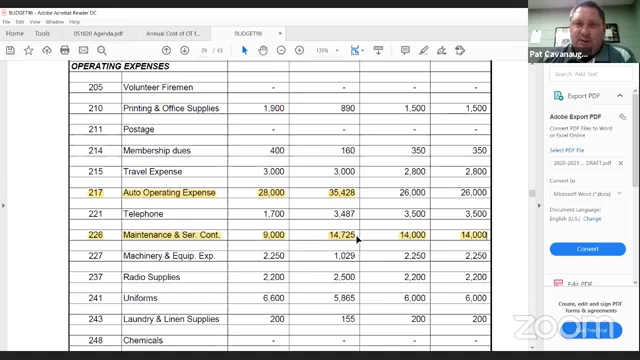 BUDGET98 - Adobe Acrobat Reader DC
File Edit View Window Help
Home Tools 051820 Agenda.pdf Annual Cost of OT f... BUDGET98 ×
29 / 63 135%
Pat Cavanaug...
OPERATING EXPENSES
205 Volunteer Firemen - - - -
210 Printing & Office Supplies 1,900 890 1,500 1,500
211 Postage - - - -
214 Membership dues 400 160 350 350
215 Travel Expense 3,000 3,000 2,800 2,800
217 Auto Operating Expense 28,000 35,428 26,000 26,000
221 Telephone 1,700 3,487 3,500 3,500
226 Maintenance & Ser. Cont. 9,000 14,725 14,000 14,000
227 Machinery & Equip. Exp. 2,250 1,029 2,250 2,250
237 Radio Supplies 2,200 2,500 2,200 2,200
241 Uniforms 6,600 5,865 6,000 6,000
243 Laundry & Linen Supplies 200 155 200 200
248 Chemicals - - - -
Export PDF
Adobe Export PDF
Convert PDF Files to Word
or Excel Online
Select PDF File
2020-2021 ... DRAFT.pdf ×
Convert to
Microsoft Word (*.docx)
Document Language:
English (U.S.) Change
Convert
Edit PDF
Create, edit and sign PDF
forms & agreements
zoom